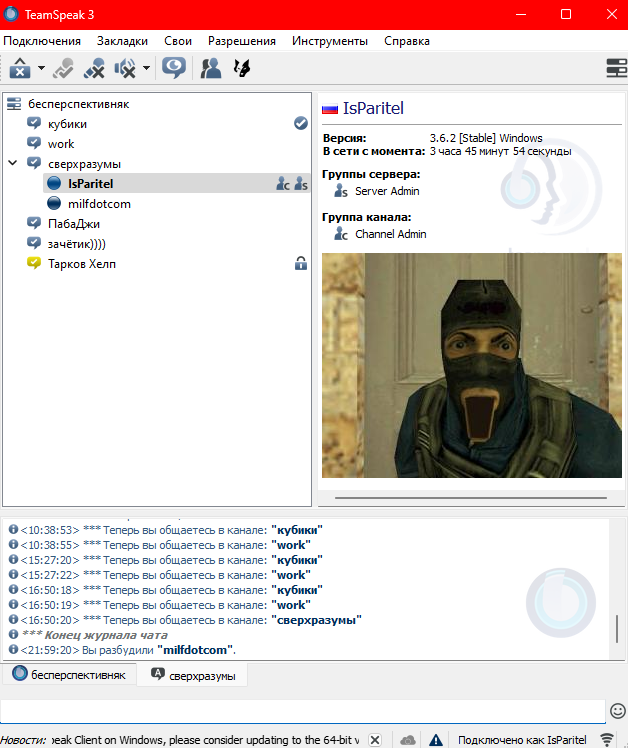 TeamSpeak 3
Подключения Закладки Свои Разрешения Инструменты Справка
бесперспективняк
кубики
work
сверхразумы
IsParitel
milfdotcom
ПабаДжи
зачётик))))
Тарков Хелп
IsParitel
Версия: 3.6.2 [Stable] Windows
В сети с момента: 3 часа 45 минут 54 секунды
Группы сервера:
Server Admin
Группа канала:
Channel Admin
<10:38:53> *** Теперь вы общаетесь в канале: "кубики"
<10:38:55> *** Теперь вы общаетесь в канале: "work"
<15:27:20> *** Теперь вы общаетесь в канале: "кубики"
<15:27:22> *** Теперь вы общаетесь в канале: "work"
<16:50:18> *** Теперь вы общаетесь в канале: "кубики"
<16:50:19> *** Теперь вы общаетесь в канале: "work"
<16:50:20> *** Теперь вы общаетесь в канале: "сверхразумы"
*** Конец журнала чата
<21:59:20> Вы разбудили "milfdotcom".
бесперспективняк сверхразумы
Новости: peak Client on Windows, please consider updating to the 64-bit v Подключено как IsParitel